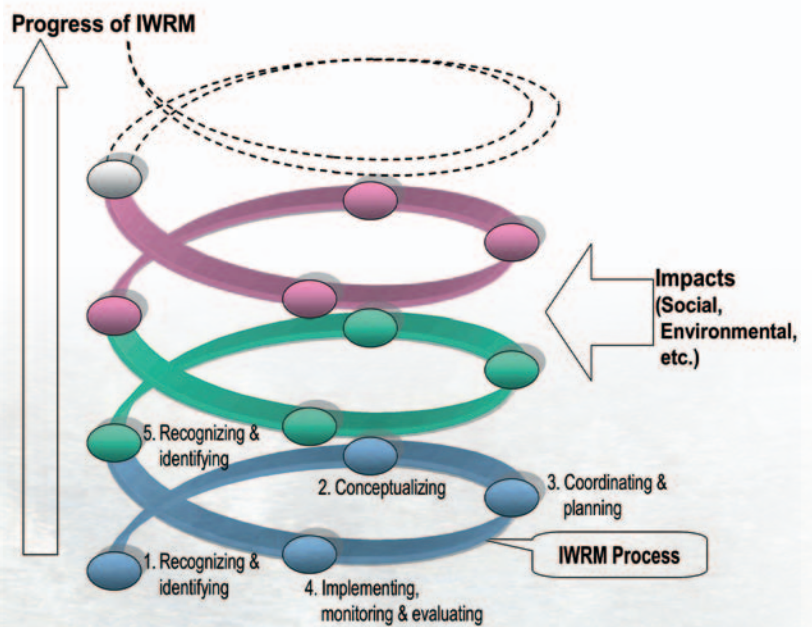 Progress of IWRM
Impacts
(Social,
Environmental,
etc.)
5. Recognizing &
identifying
2. Conceptualizing
3. Coordinating &
planning
1. Recognizing &
identifying
IWRM Process
4. Implementing,
monitoring & evaluating